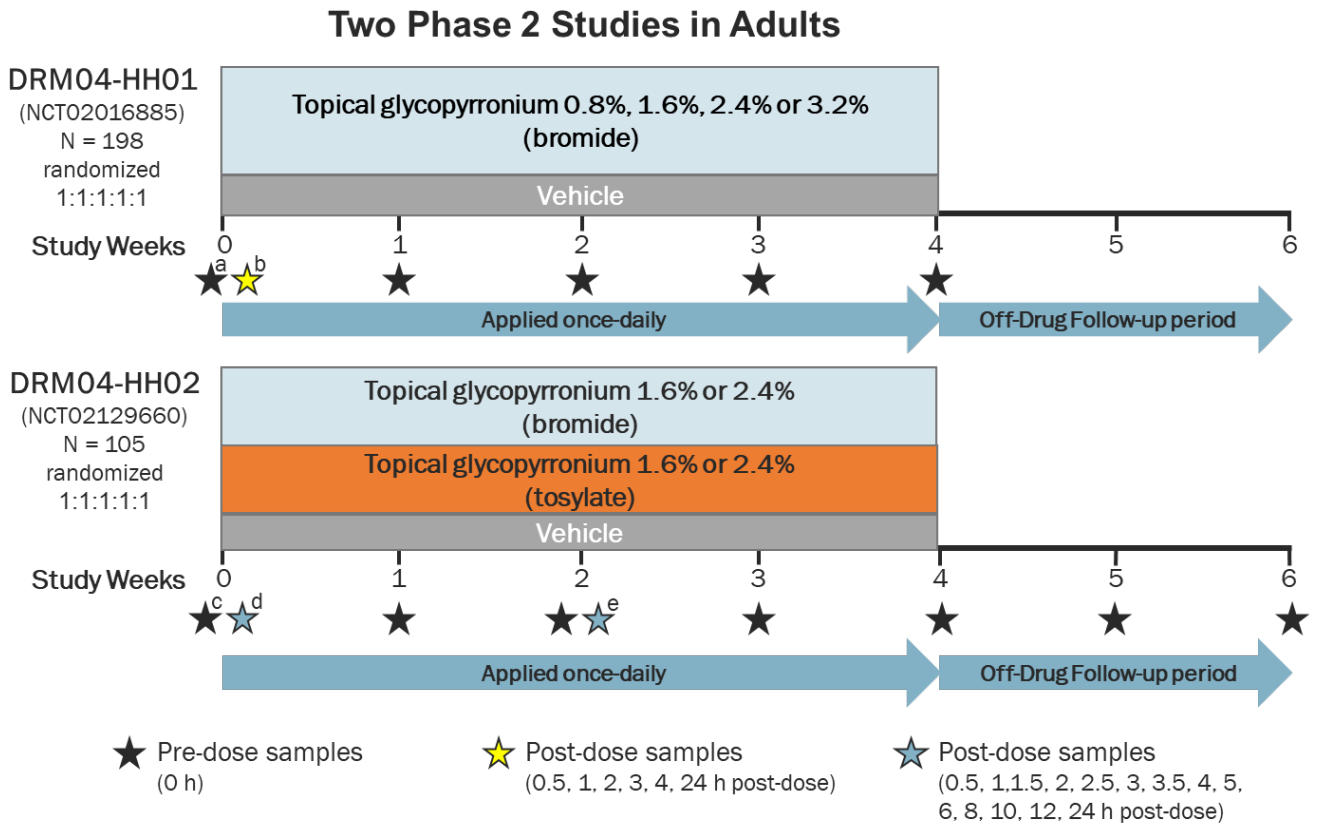 Two Phase 2 Studies in Adults
DRM04-HH01
(NCT02016885)
N = 198
randomized
1:1:1:1:1
Topical glycopyrronium 0.8%, 1.6%, 2.4% or 3.2%
(bromide)
Vehicle
Study Weeks
0 1 2 3 4 5 6
a b
Applied once-daily
Off-Drug Follow-up period
DRM04-HH02
(NCT02129660)
N = 105
randomized
1:1:1:1:1
Topical glycopyrronium 1.6% or 2.4%
(bromide)
Topical glycopyrronium 1.6% or 2.4%
(tosylate)
Vehicle
Study Weeks
0 1 2 3 4 5 6
c d e
Applied once-daily
Off-Drug Follow-up period
Pre-dose samples
(0 h)
Post-dose samples
(0.5, 1, 2, 3, 4, 24 h post-dose)
Post-dose samples
(0.5, 1,1.5, 2, 2.5, 3, 3.5, 4, 5,
6, 8, 10, 12, 24 h post-dose)